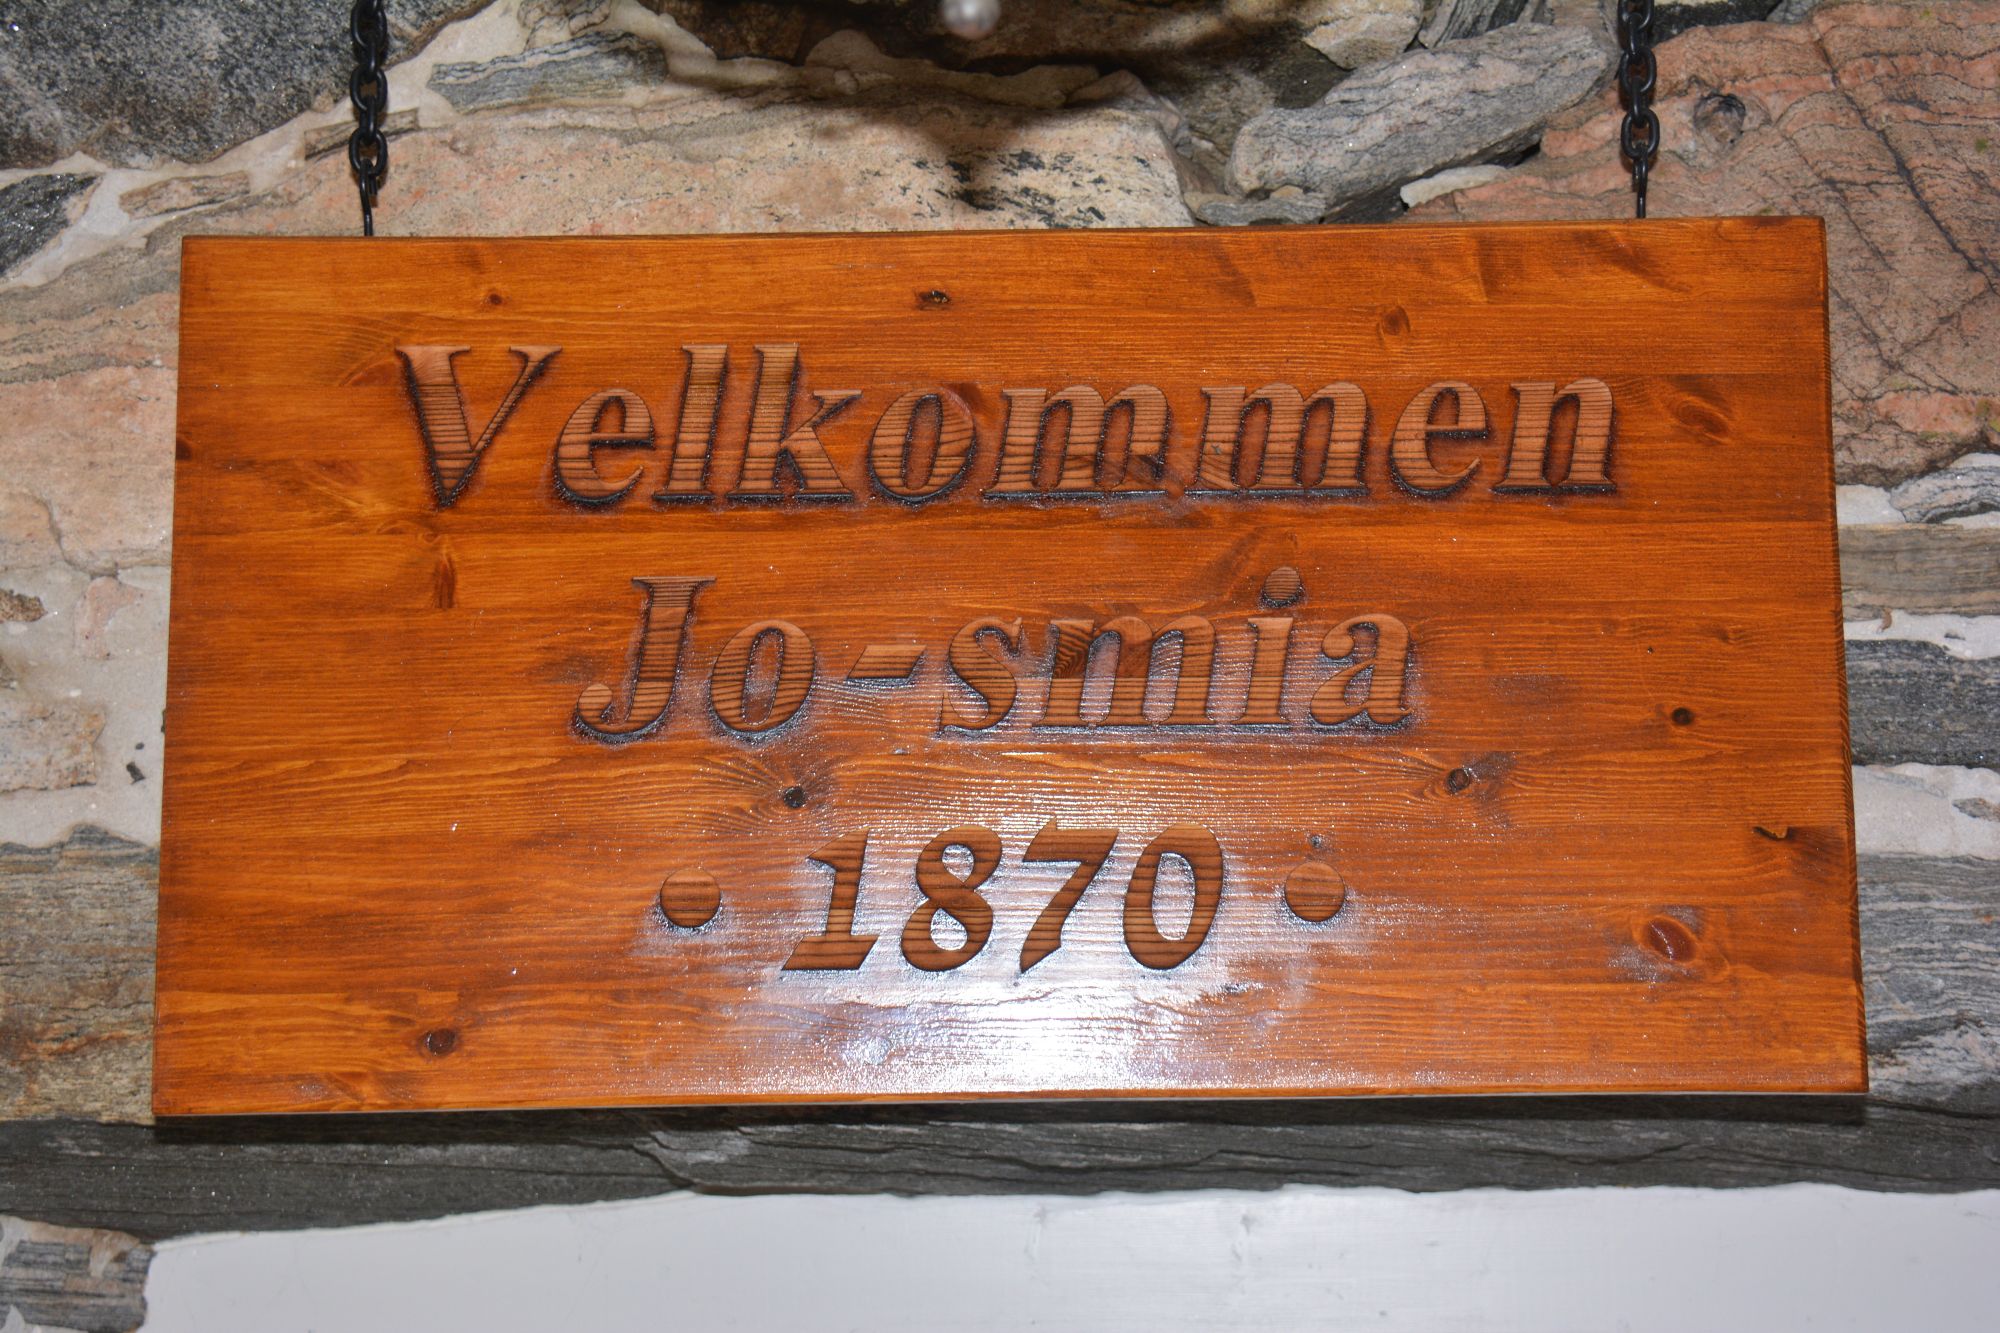 Velkommen
Jo-smia
• 1870 •